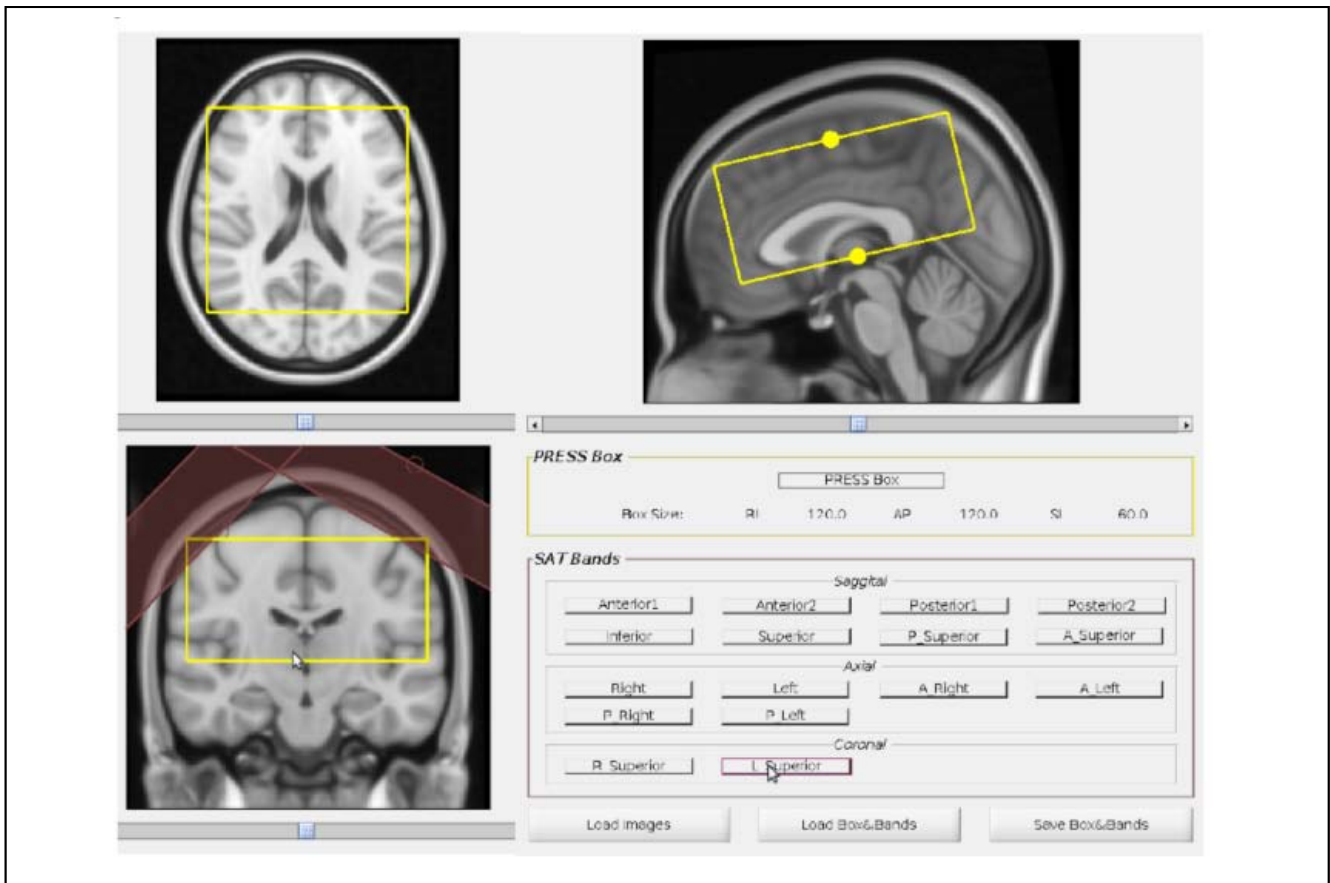 PRESS Box
PRESS Box
Box Size: RL 120.0 AP 120.0 SI 60.0
SAT Bands
Saggital
Anterior1 Anterior2 Posterior1 Posterior2
Inferior Superior P_Superior A_Superior
Axial
Right Left A_Right A_Left
P_Right P_Left
Coronal
R_Superior L_Superior
Load Images Load Box&Bands Save Box&Bands